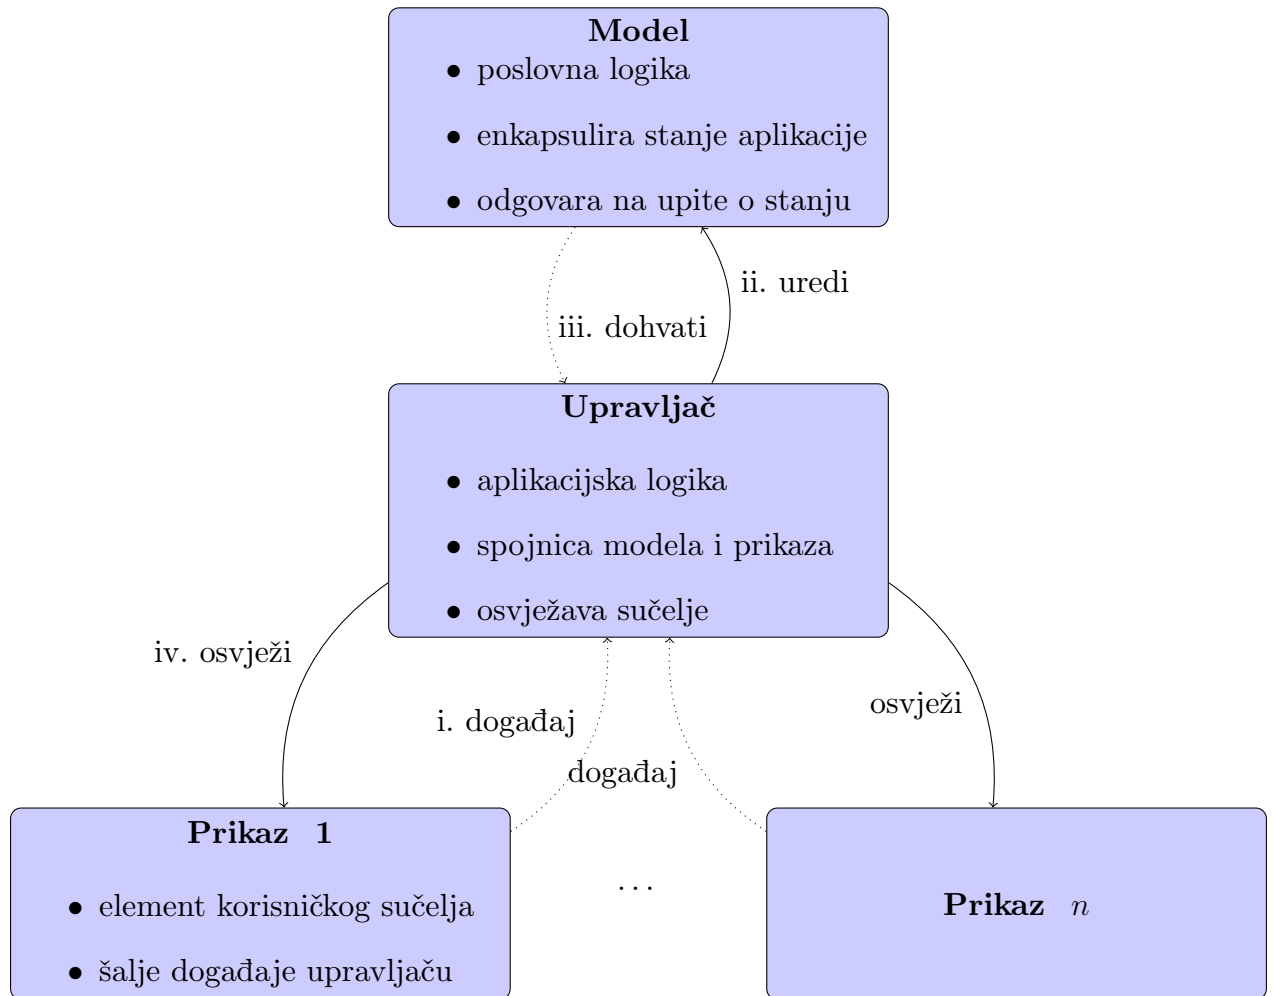 Model
• poslovna logika
• enkapsulira stanje aplikacije
• odgovara na upite o stanju
ii. uredi
iii. dohvati
Upravljač
• aplikacijska logika
• spojnica modela i prikaza
• osvježava sučelje
iv. osvježi
osvježi
i. događaj
događaj
Prikaz 1
• element korisničkog sučelja
• šalje događaje upravljaču
...
Prikaz n